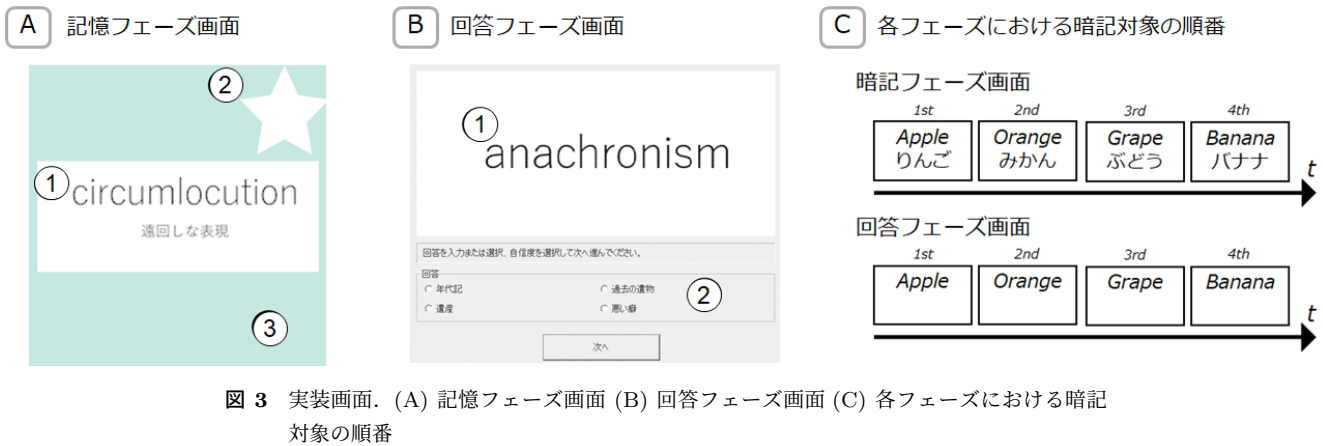 A 記憶フェーズ画面
②
① circumlocution
遠回しな表現
③
B 回答フェーズ画面
①
anachronism
回答を入力または選択、自信度を選択して次へ進んでください。
回答
年代記 過去の遺物
②
遺産 悪い癖
次へ
C 各フェーズにおける暗記対象の順番
暗記フェーズ画面
1st 2nd 3rd 4th
Apple Orange Grape Banana
りんご みかん ぶどう バナナ
t
回答フェーズ画面
1st 2nd 3rd 4th
Apple Orange Grape Banana
t
図 3 実装画面. (A) 記憶フェーズ画面 (B) 回答フェーズ画面 (C) 各フェーズにおける暗記
対象の順番